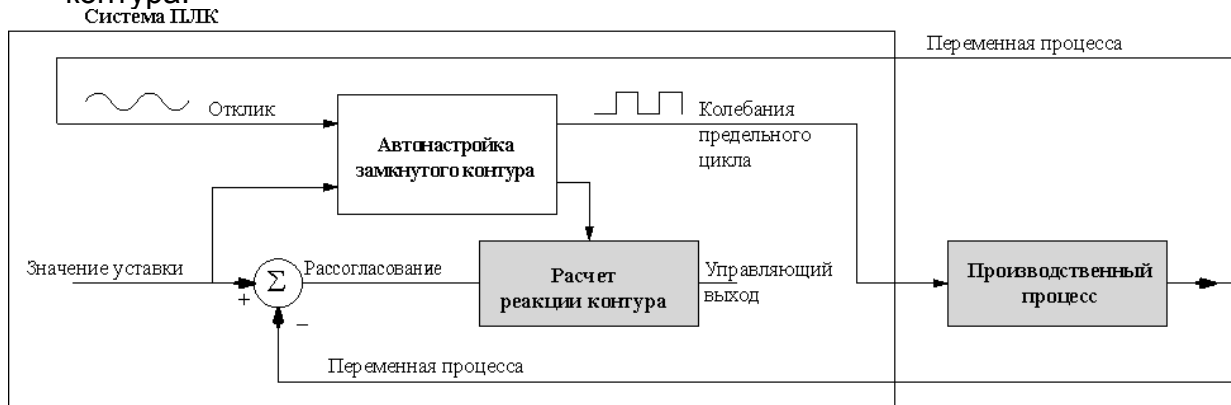 контура.
Система ПЛК
Переменная процесса
Отклик
Колебания
предельного
цикла
Автонастройка
замкнутого контура
Значение уставки
Σ
+
−
Рассогласование
Расчет
реакции контура
Управляющий
выход
Производственный
процесс
Переменная процесса